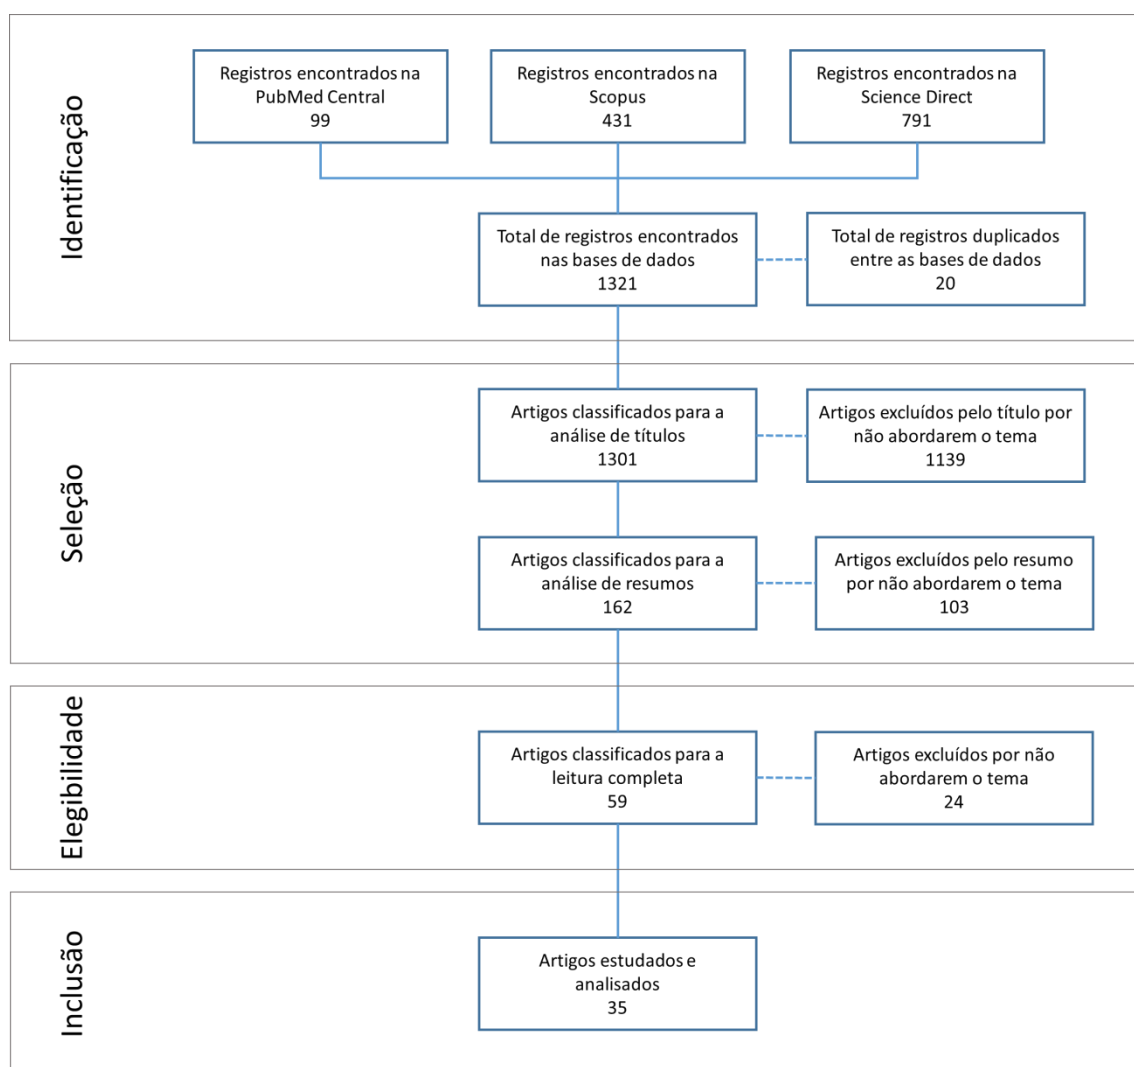 Identificação
Registros encontrados na
PubMed Central
99
Registros encontrados na
Scopus
431
Registros encontrados na
Science Direct
791
Total de registros encontrados
nas bases de dados
1321
Total de registros duplicados
entre as bases de dados
20
Seleção
Artigos classificados para a
análise de títulos
1301
Artigos excluídos pelo título por
não abordarem o tema
1139
Artigos classificados para a
análise de resumos
162
Artigos excluídos pelo resumo
por não abordarem o tema
103
Elegibilidade
Artigos classificados para a
leitura completa
59
Artigos excluídos por não
abordarem o tema
24
Inclusão
Artigos estudados e
analisados
35